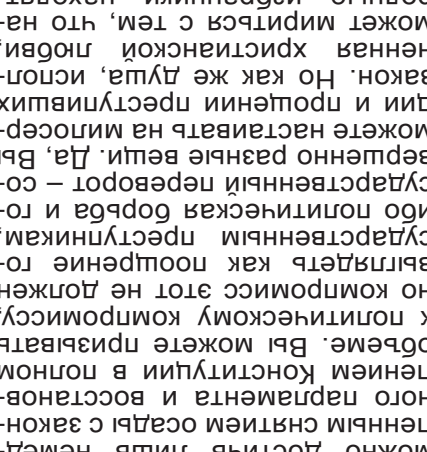 можно достичь лишь немед-
ленным снятием осады с закон-
ного парламента и восстанов-
лением Конституции в полном
объеме. Вы можете призывать
к политическому компромиссу,
но компромисс этот не должен
выглядеть как поощрение го-
сударственным преступникам,
ибо политическая борьба и го-
сударственный переворот – со-
вершенно разные вещи. Да, Вы
можете настаивать на милосер-
дии и прощении преступивших
закон. Но как же душа, испол-
ненная христианской любви,
может мириться с тем, что на-
родные избранники находят-